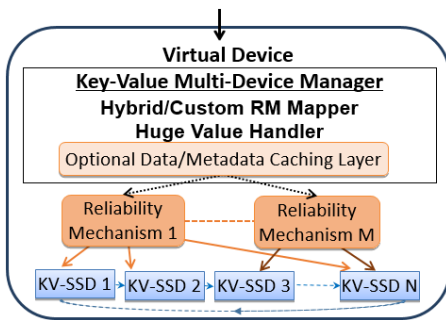 Virtual Device
Key-Value Multi-Device Manager
Hybrid/Custom RM Mapper
Huge Value Handler
Optional Data/Metadata Caching Layer
Reliability
Mechanism 1
Reliability
Mechanism M
KV-SSD 1
KV-SSD 2
KV-SSD 3
KV-SSD N